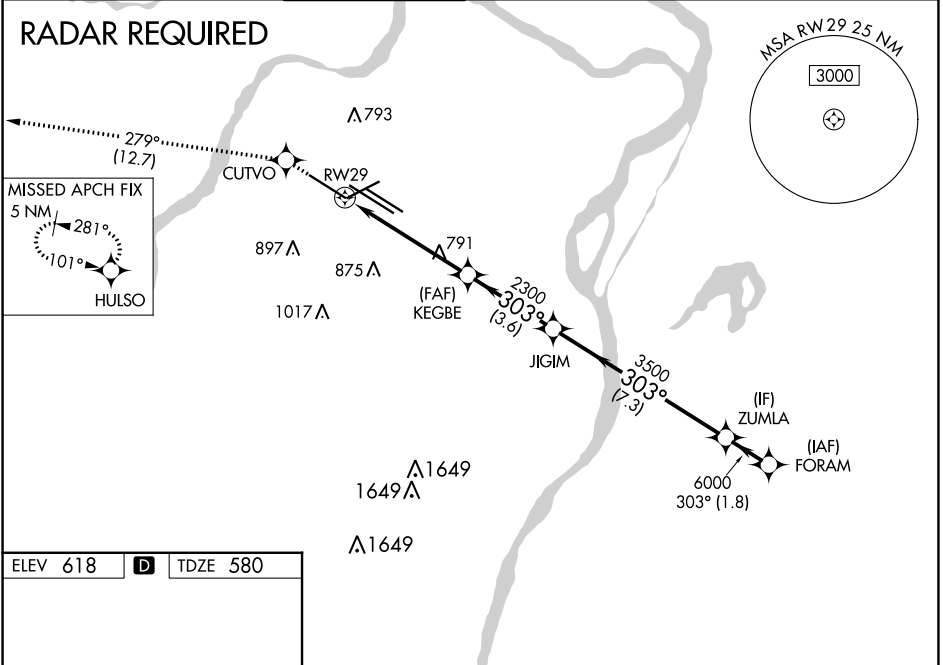 RADAR REQUIRED
MSA RW29 25 NM
3000
793
279°
(12.7)
CUTVO
RW29
MISSED APCH FIX
5 NM
281°
101°
HULSO
897
875
791
1017
(FAF)
KEGBE
2300
303°
(3.6)
JIGIM
3500
303°
(7.3)
(IF)
ZUMLA
(IAF)
FORAM
6000
303° (1.8)
1649
1649
1649
ELEV 618 D TDZE 580